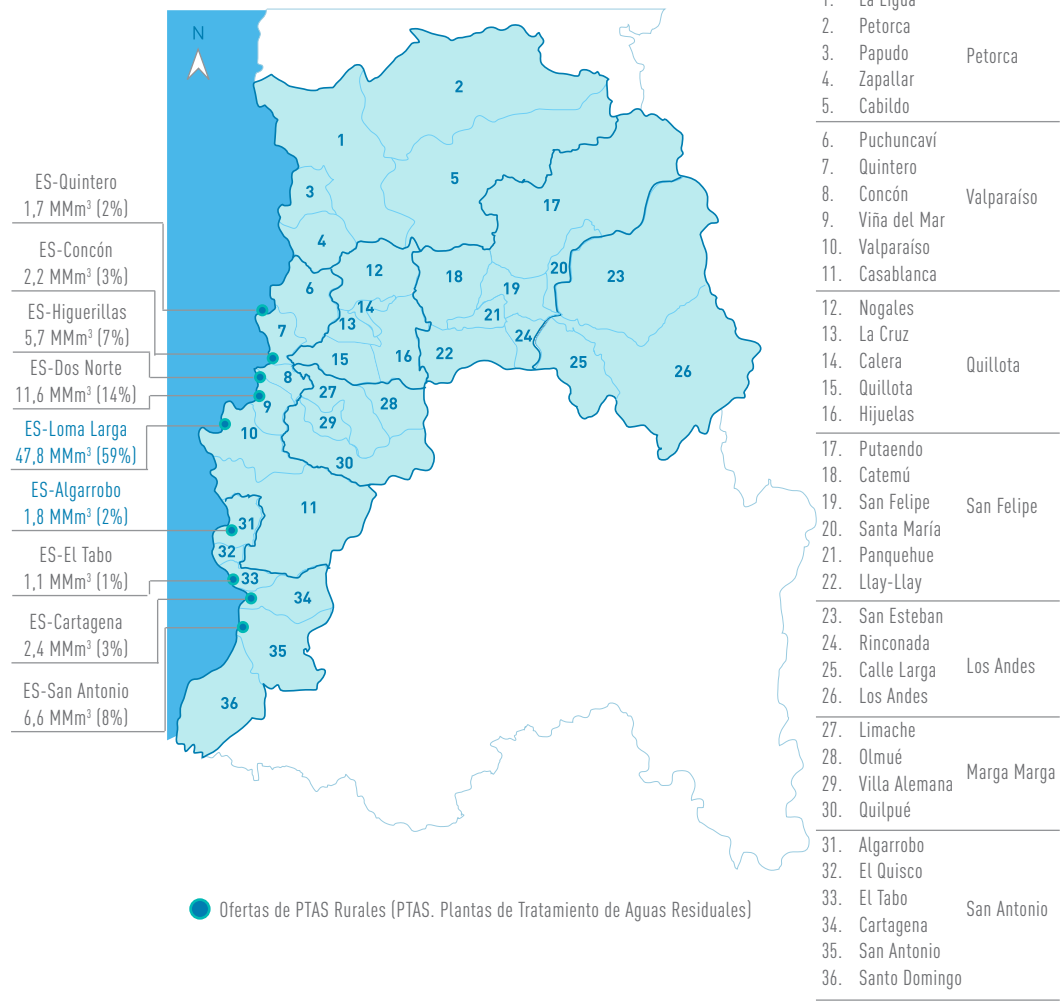 N
ES-Quintero
1,7 MMm³ (2%)
ES-Concón
2,2 MMm³ (3%)
ES-Higuerillas
5,7 MMm³ (7%)
ES-Dos Norte
11,6 MMm³ (14%)
ES-Loma Larga
47,8 MMm³ (59%)
ES-Algarrobo
1,8 MMm³ (2%)
ES-El Tabo
1,1 MMm³ (1%)
ES-Cartagena
2,4 MMm³ (3%)
ES-San Antonio
6,6 MMm³ (8%)
2
1
5
3
17
4
12
18
20
23
19
6
14
21
13
7
24
15
16
22
25
26
8
27
28
9
29
10
30
11
31
32
33
34
35
36
Ofertas de PTAS Rurales (PTAS. Plantas de Tratamiento de Aguas Residuales)
1. La Ligua
2. Petorca
3. Papudo
Petorca
4. Zapallar
5. Cabildo
6. Puchuncaví
7. Quintero
8. Concón
Valparaíso
9. Viña del Mar
10. Valparaíso
11. Casablanca
12. Nogales
13. La Cruz
14. Calera
Quillota
15. Quillota
16. Hijuelas
17. Putaendo
18. Catemú
19. San Felipe
San Felipe
20. Santa María
21. Panquehue
22. Llay-Llay
23. San Esteban
24. Rinconada
Los Andes
25. Calle Larga
26. Los Andes
27. Limache
28. Olmué
Marga Marga
29. Villa Alemana
30. Quilpué
31. Algarrobo
32. El Quisco
33. El Tabo
San Antonio
34. Cartagena
35. San Antonio
36. Santo Domingo